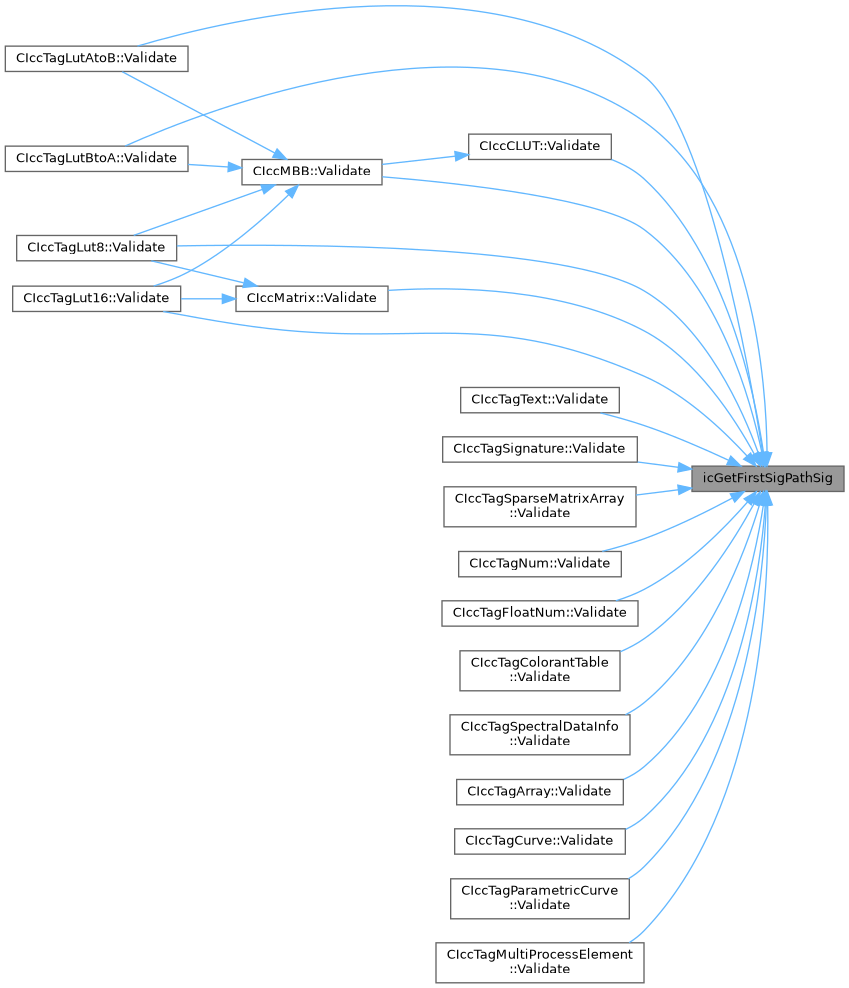 CIccTagLutAtoB::Validate
CIccCLUT::Validate
CIccTagLutBtoA::Validate
CIccMBB::Validate
CIccTagLut8::Validate
CIccTagLut16::Validate
CIccMatrix::Validate
CIccTagText::Validate
CIccTagSignature::Validate
icGetFirstSigPathSig
CIccTagSparseMatrixArray
::Validate
CIccTagNum::Validate
CIccTagFloatNum::Validate
CIccTagColorantTable
::Validate
CIccTagSpectralDataInfo
::Validate
CIccTagArray::Validate
CIccTagCurve::Validate
CIccTagParametricCurve
::Validate
CIccTagMultiProcessElement
::Validate